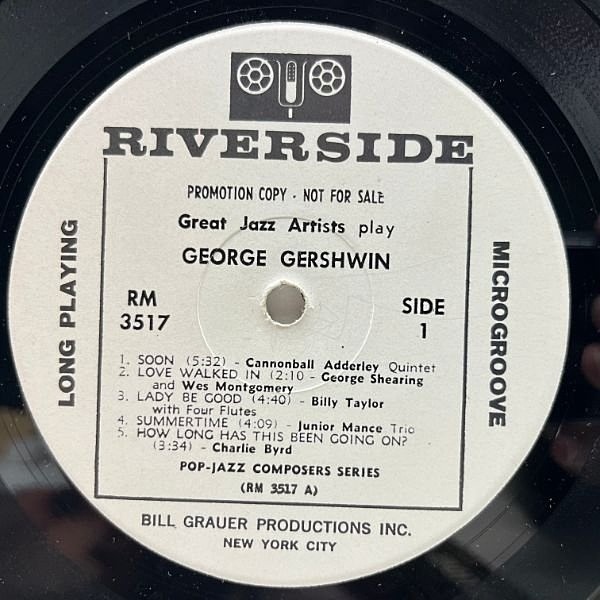 RIVERSIDE
PROMOTION COPY · NOT FOR SALE
Great Jazz Artists play
GEORGE GERSHWIN
LONG PLAYING
RM
3517
SIDE
1
MICROGROOVE
1. SOON (5:32) - Cannonball Adderley Quintet
2. LOVE WALKED IN (2:10 - George Shearing
and Wes Montgomery
3. LADY BE GOOD (4:40) - Billy Taylor
with Four Flutes
4. SUMMERTIME (4:09) - Junior Mance Trio
5. HOW LONG HAS THIS BEEN GOING ON?
(3:34) - Charlie Byrd
POP-JAZZ COMPOSERS SERIES
(RM 3517 A)
BILL GRAUER PRODUCTIONS INC.
NEW YORK CITY